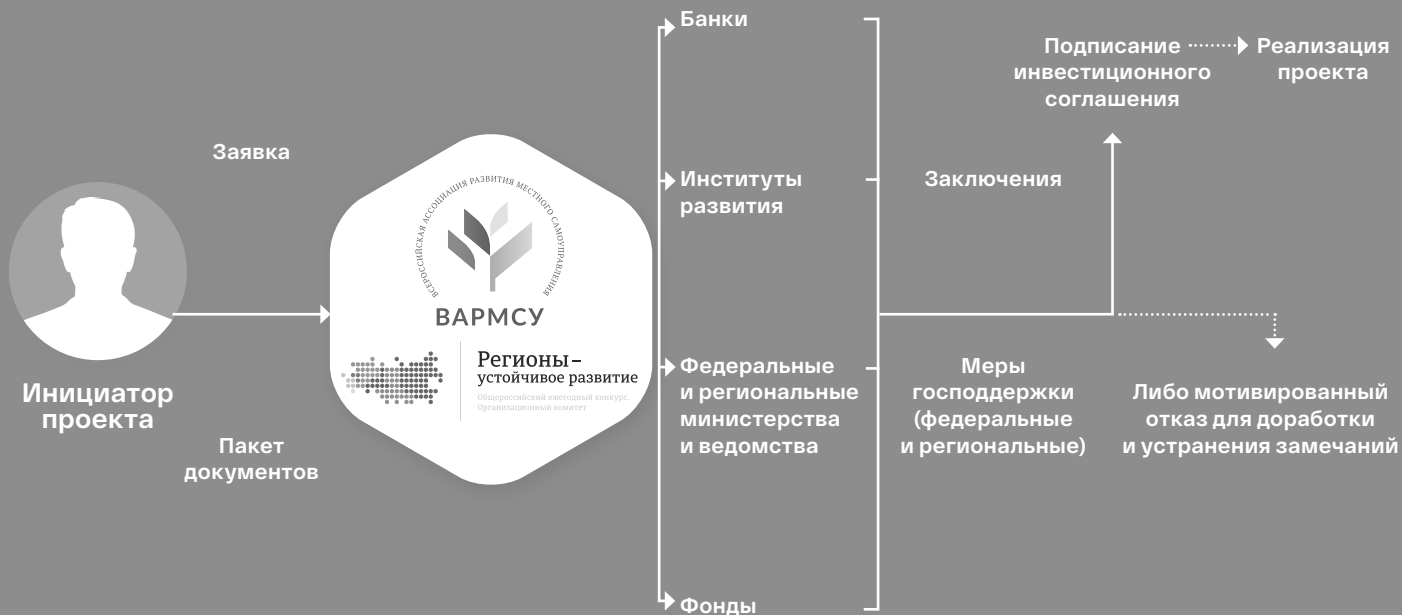 Заявка
Инициатор
проекта
Пакет
документов
ВСЕРОССИЙСКАЯ АССОЦИАЦИЯ РАЗВИТИЯ МЕСТНОГО САМОУПРАВЛЕНИЯ
ВАРМСУ
Регионы–
устойчивое развитие
Общероссийский ежегодный конкурс.
Организационный комитет
Банки
Институты
развития
Федеральные
и региональные
министерства
и ведомства
Фонды
Заключения
Меры
господдержки
(федеральные
и региональные)
Подписание
инвестиционного
соглашения
Реализация
проекта
Либо мотивированный
отказ для доработки
и устранения замечаний